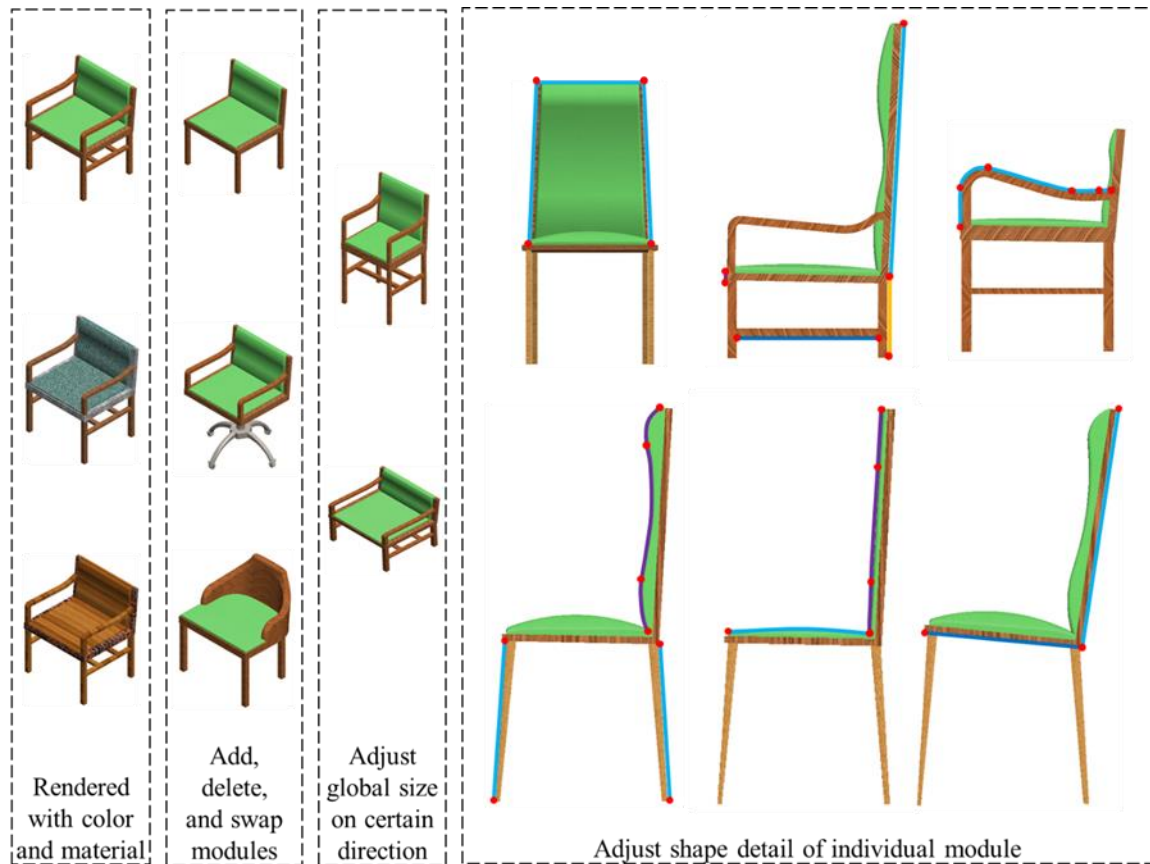 Rendered
with color
and material
Add,
delete,
and swap
modules
Adjust
global size
on certain
direction
Adjust shape detail of individual module